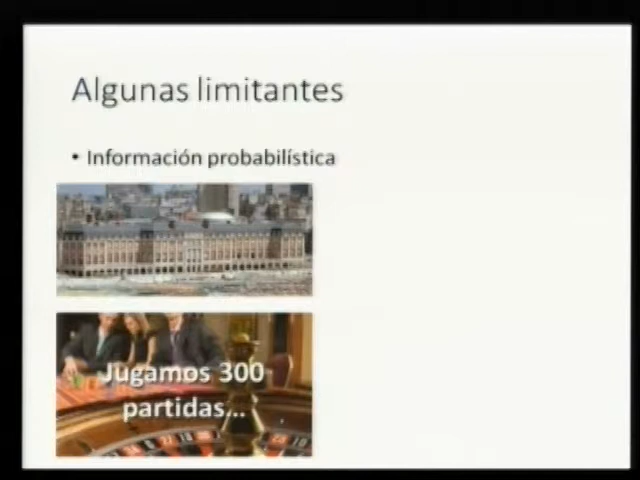 Algunas limitantes
• Información probabilística
Jugamos 300
partidas...